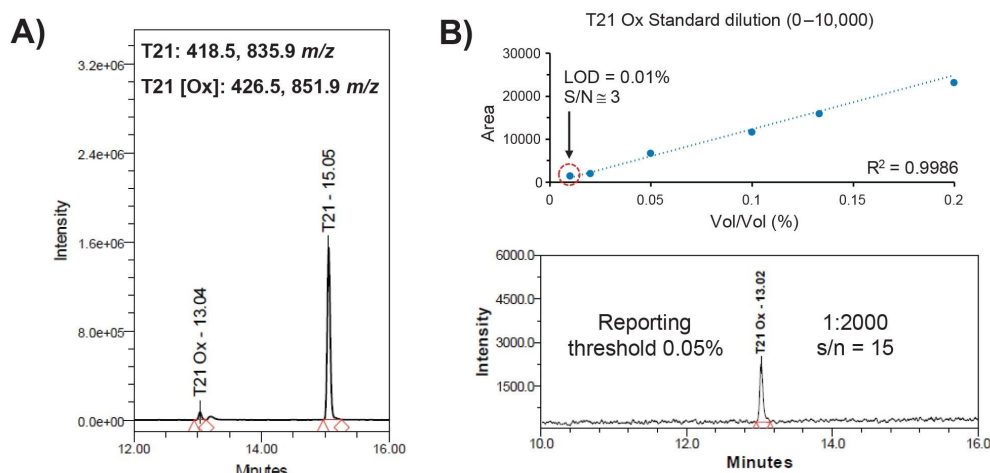 A)
T21: 418.5, 835.9 m/z
T21 [Ox]: 426.5, 851.9 m/z
3.2e+06
2.4e+06
1.6e+06
8.0e+05
0.0e+00
Intensity
T21 Ox - 13.04
T21 - 15.05
12.00
14.00
16.00
Minutes
B)
T21 Ox Standard dilution (0–10,000)
30000
20000
10000
0
Area
LOD = 0.01%
S/N ≅ 3
R² = 0.9986
0
0.05
0.1
0.15
0.2
Vol/Vol (%)
6000.0
4500.0
3000.0
1500.0
Intensity
Reporting
threshold 0.05%
T21 Ox - 13.02
1:2000
s/n = 15
10.0
12.0
14.0
16.0
Minutes